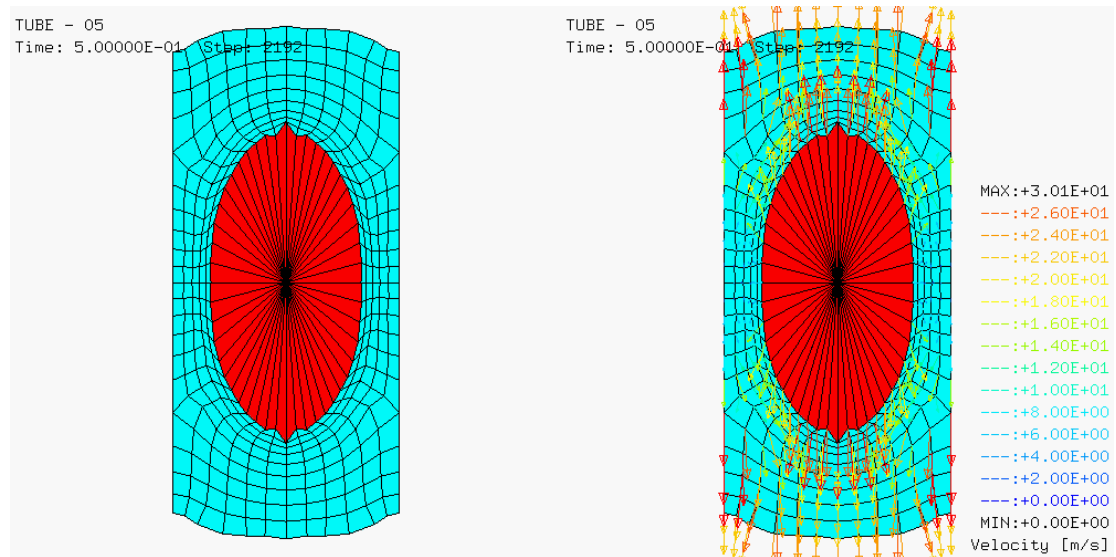 TUBE - 05
Time: 5.00000E-01 Step: 2192
TUBE - 05
Time: 5.00000E-01 Step: 2192
MAX:+3.01E+01
---:+2.60E+01
---:+2.40E+01
---:+2.20E+01
---:+2.00E+01
---:+1.80E+01
---:+1.60E+01
---:+1.40E+01
---:+1.20E+01
---:+1.00E+01
---:+8.00E+00
---:+6.00E+00
---:+4.00E+00
---:+2.00E+00
---:+0.00E+00
MIN:+0.00E+00
Velocity [m/s]